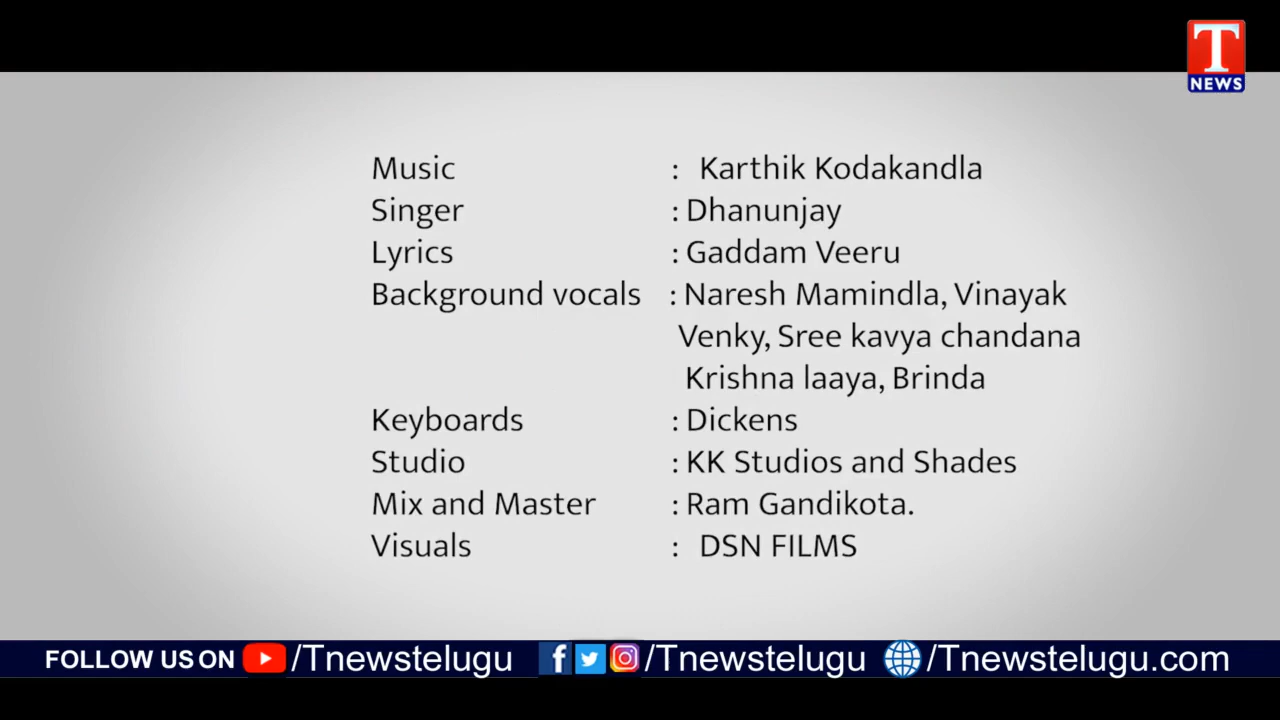 T
NEWS
Music : Karthik Kodakandla
Singer : Dhanunjay
Lyrics : Gaddam Veeru
Background vocals : Naresh Mamindla, Vinayak
Venky, Sree kavya chandana
Krishna laaya, Brinda
Keyboards : Dickens
Studio : KK Studios and Shades
Mix and Master : Ram Gandikota.
Visuals : DSN FILMS
FOLLOW US ON /Tnewstelugu /Tnewstelugu /Tnewstelugu.com